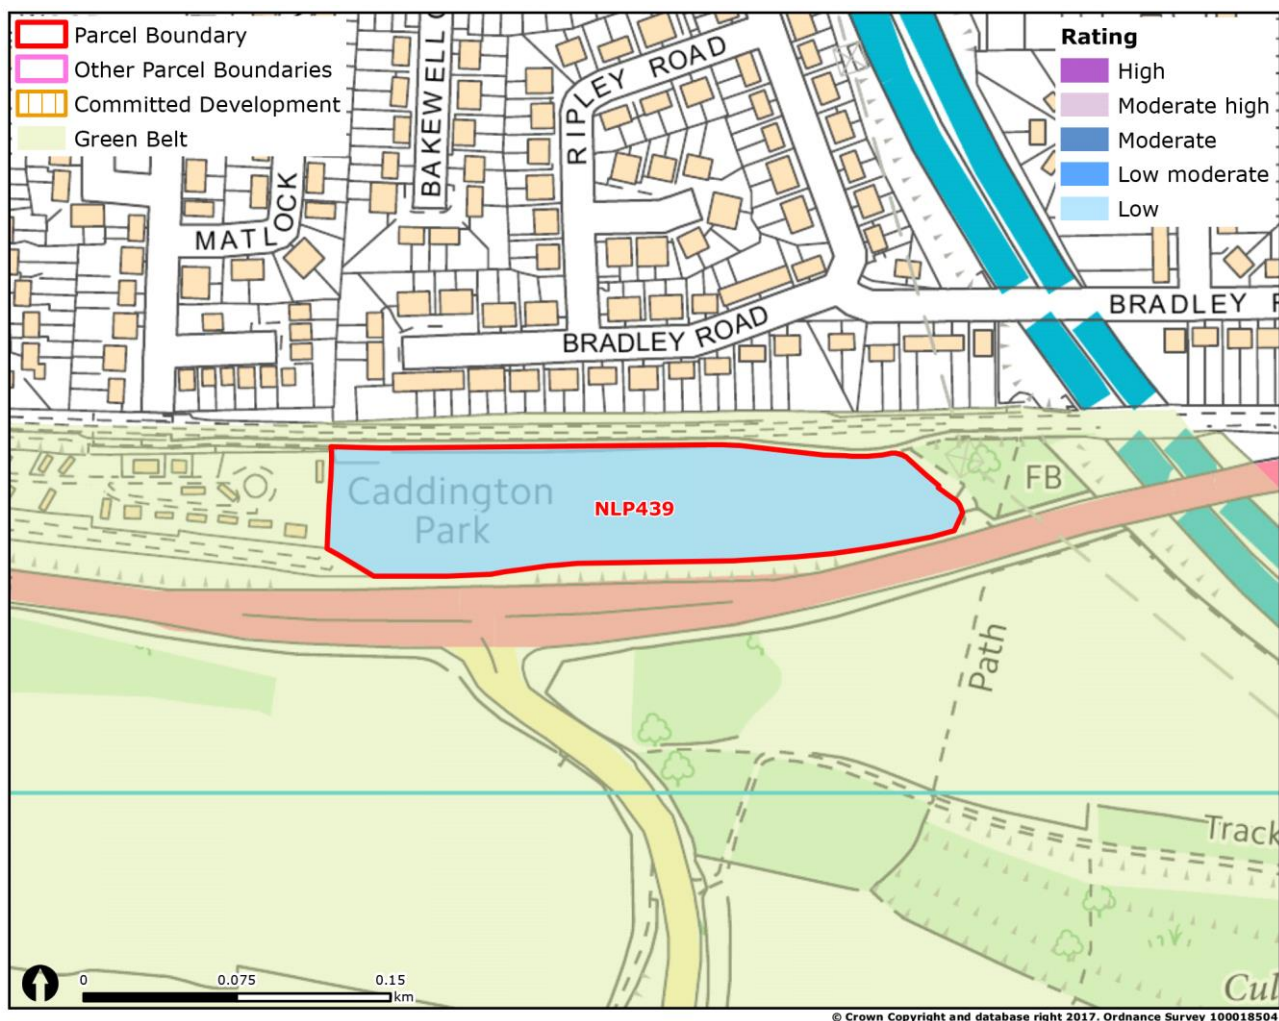 Parcel Boundary
Other Parcel Boundaries
Committed Development
Green Belt
Rating
High
Moderate high
Moderate
Low moderate
Low
BAKEWELL
RIPLEY ROAD
MATLOCK
BRADLEY ROAD
BRADLEY
Caddington
Park
NLP439
FB
Path
Track
Cul
0 0.075 0.15
km
© Crown Copyright and database right 2017. Ordnance Survey 100018504